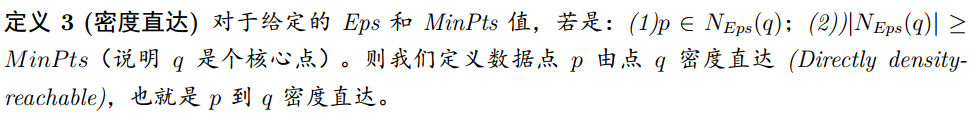 定义 3 (密度直达) 对于给定的 Eps 和 MinPts 值，若是：(1)p ∈ N_{Eps}(q)；(2))|N_{Eps}(q)| ≥
MinPts（说明 q 是个核心点）。则我们定义数据点 p 由点 q 密度直达 (Directly density-
reachable)，也就是 p 到 q 密度直达。